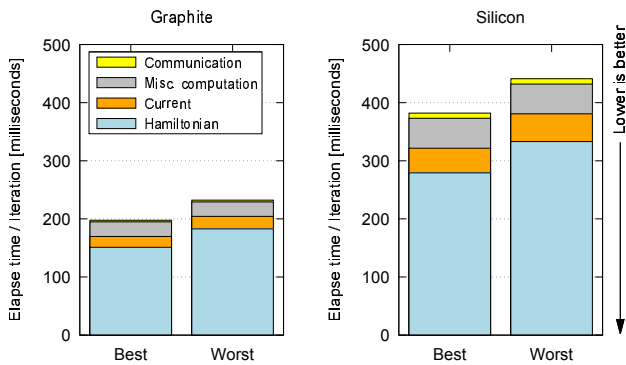 Graphite
Elapse time / Iteration [milliseconds]
500
400
300
200
100
0
Communication
Misc. computation
Current
Hamiltonian
Best
Worst
Silicon
Elapse time / Iteration [milliseconds]
500
400
300
200
100
0
Best
Worst
Lower is better